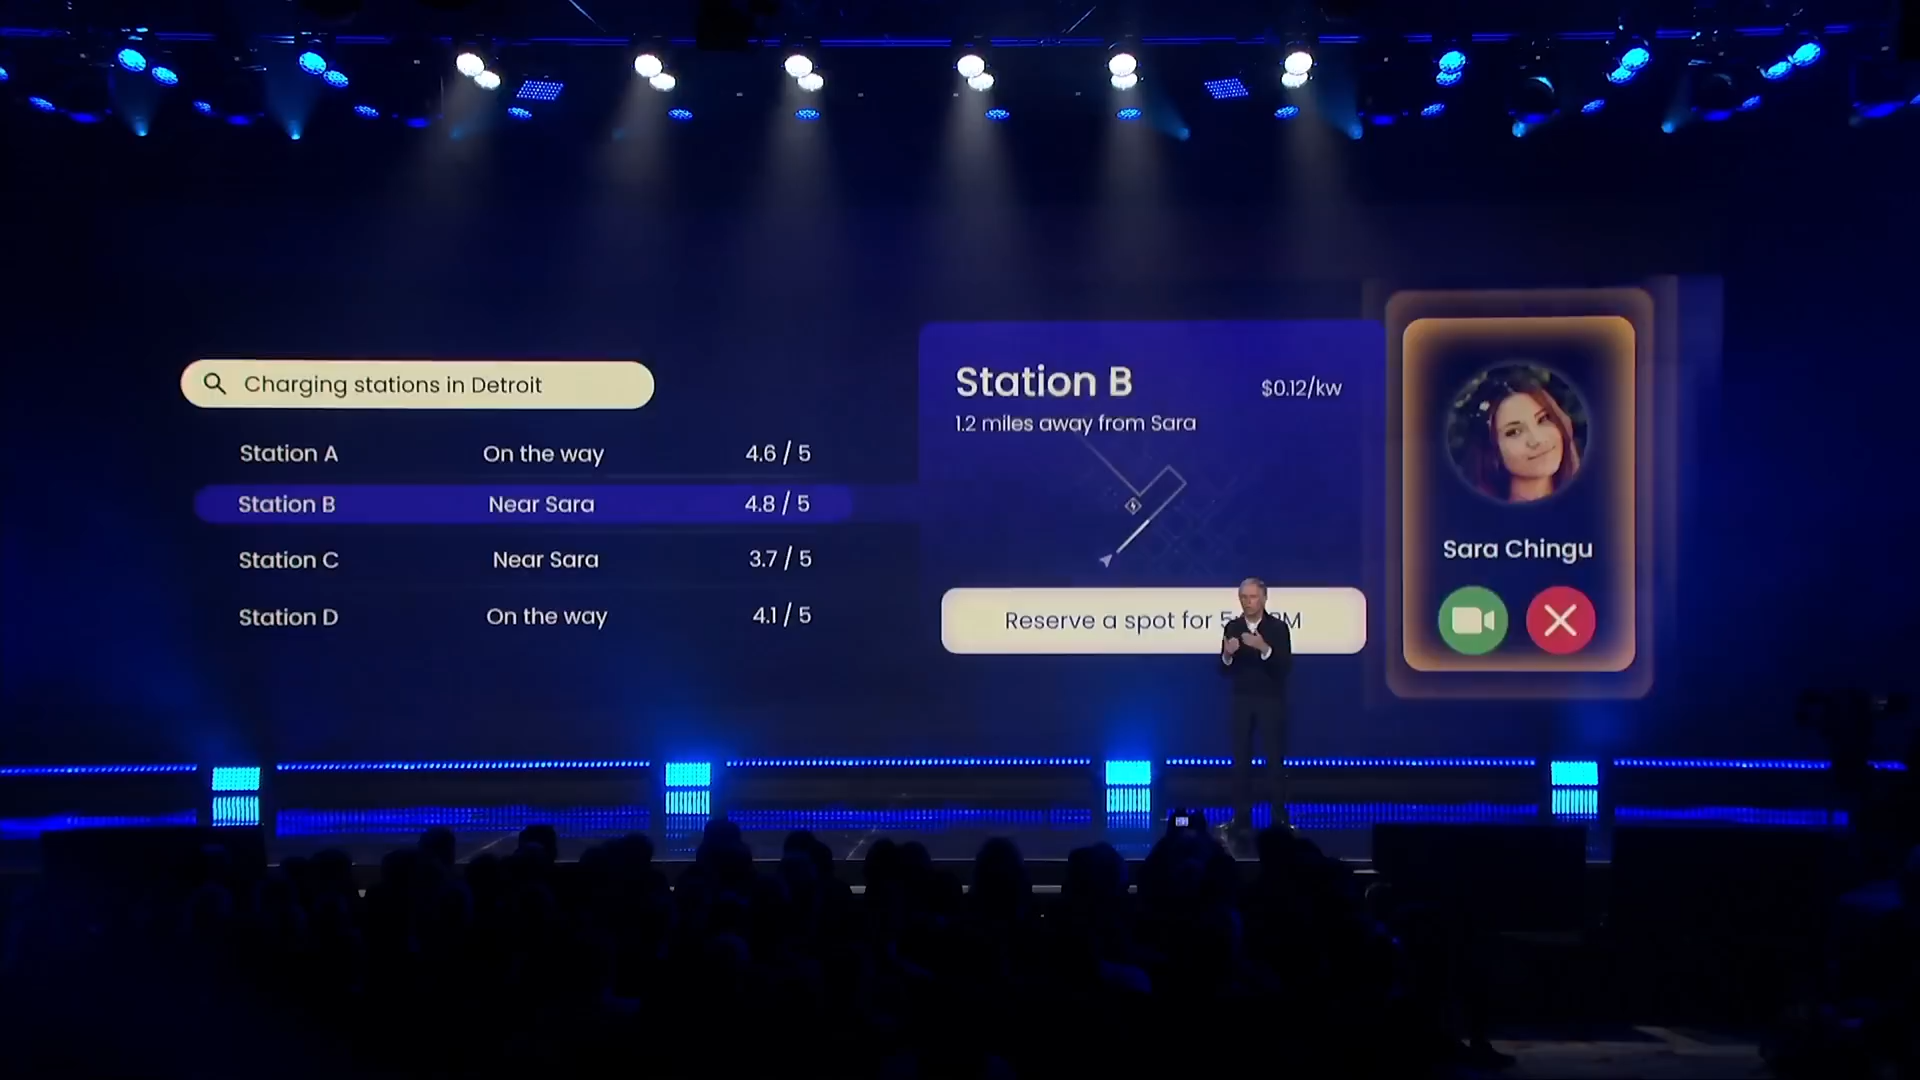 Charging stations in Detroit
Station A On the way 4.6 / 5
Station B Near Sara 4.8 / 5
Station C Near Sara 3.7 / 5
Station D On the way 4.1 / 5
Station B $0.12/kw
1.2 miles away from Sara
Reserve a spot for
Sara Chingu